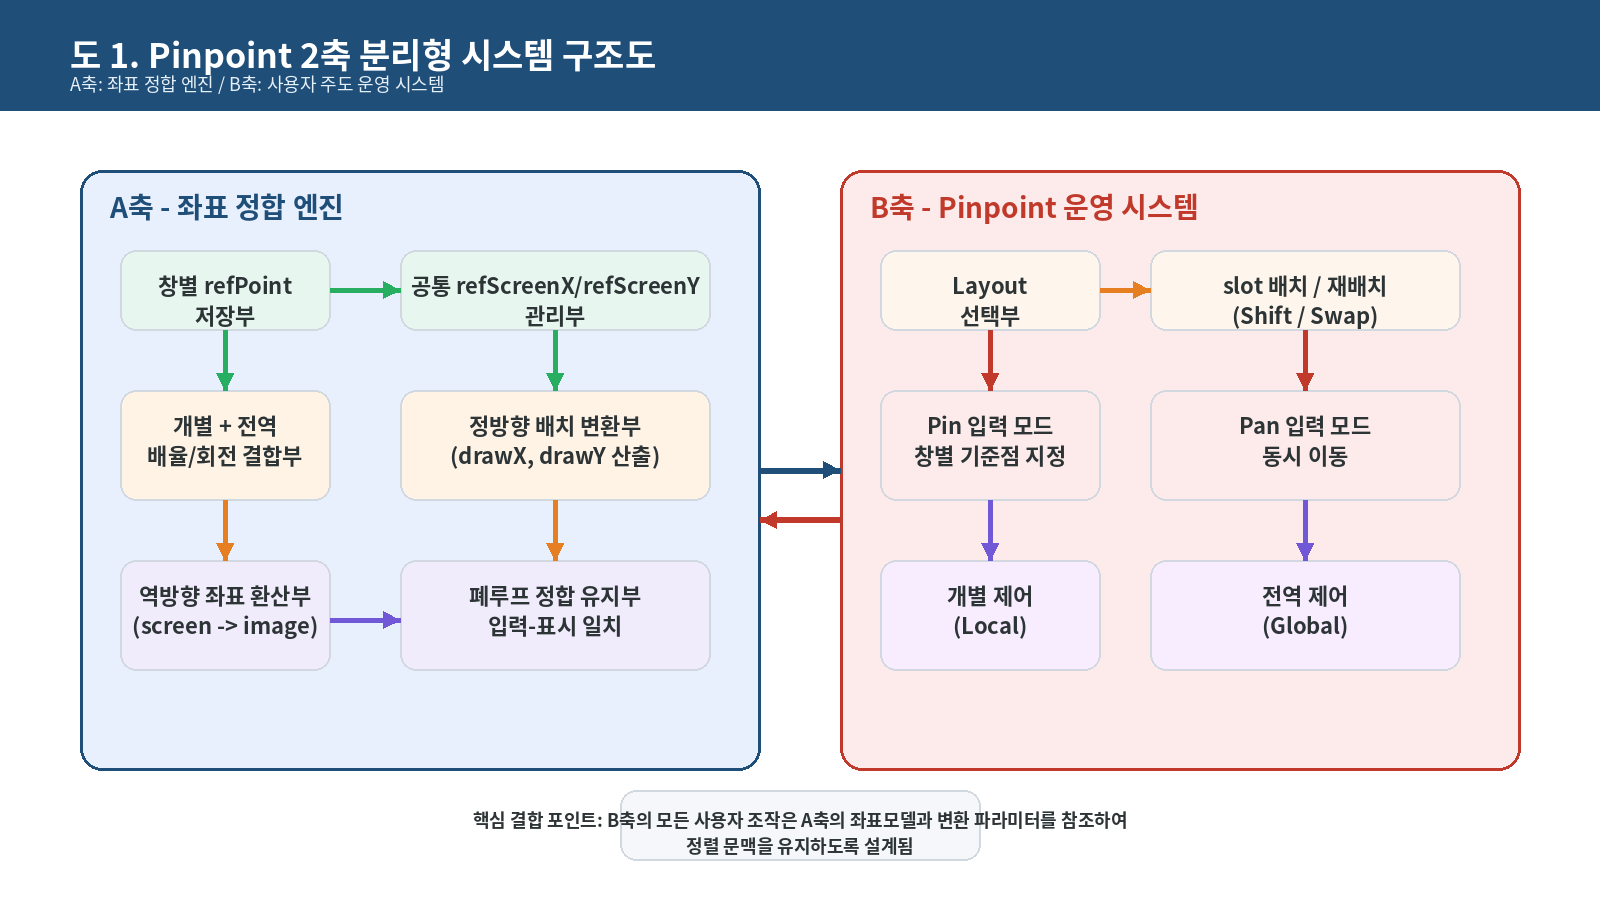 도 1. Pinpoint 2축 분리형 시스템 구조도
A축: 좌표 정합 엔진 / B축: 사용자 주도 운영 시스템
A축 - 좌표 정합 엔진
창별 refPoint
저장부
공통 refScreenX/refScreenY
관리부
개별 + 전역
배율/회전 결합부
정방향 배치 변환부
(drawX, drawY 산출)
역방향 좌표 환산부
(screen -> image)
폐루프 정합 유지부
입력-표시 일치
B축 - Pinpoint 운영 시스템
Layout
선택부
slot 배치 / 재배치
(Shift / Swap)
Pin 입력 모드
창별 기준점 지정
Pan 입력 모드
동시 이동
개별 제어
(Local)
전역 제어
(Global)
핵심 결합 포인트: B축의 모든 사용자 조작은 A축의 좌표모델과 변환 파라미터를 참조하여
정렬 문맥을 유지하도록 설계됨